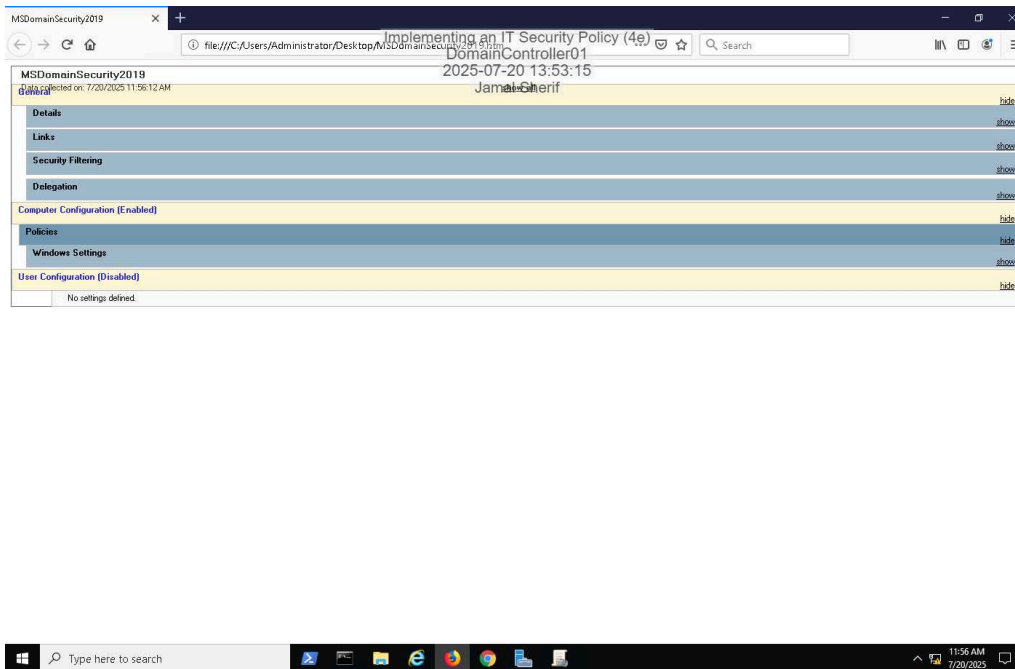 MSDomainSecurity2019
file:///C:/Users/Administrator/Desktop/MSDomainSecurity2019.htm
Search
Implementing an IT Security Policy (4e)
DomainController01
2025-07-20 13:53:15
Jamal Sherif
MSDomainSecurity2019
Data collected on: 7/20/2025 11:56:12 AM
General
hide
Details
show
Links
show
Security Filtering
show
Delegation
show
Computer Configuration (Enabled)
hide
Policies
hide
Windows Settings
show
User Configuration (Disabled)
hide
No settings defined.
Type here to search
11:56 AM
7/20/2025